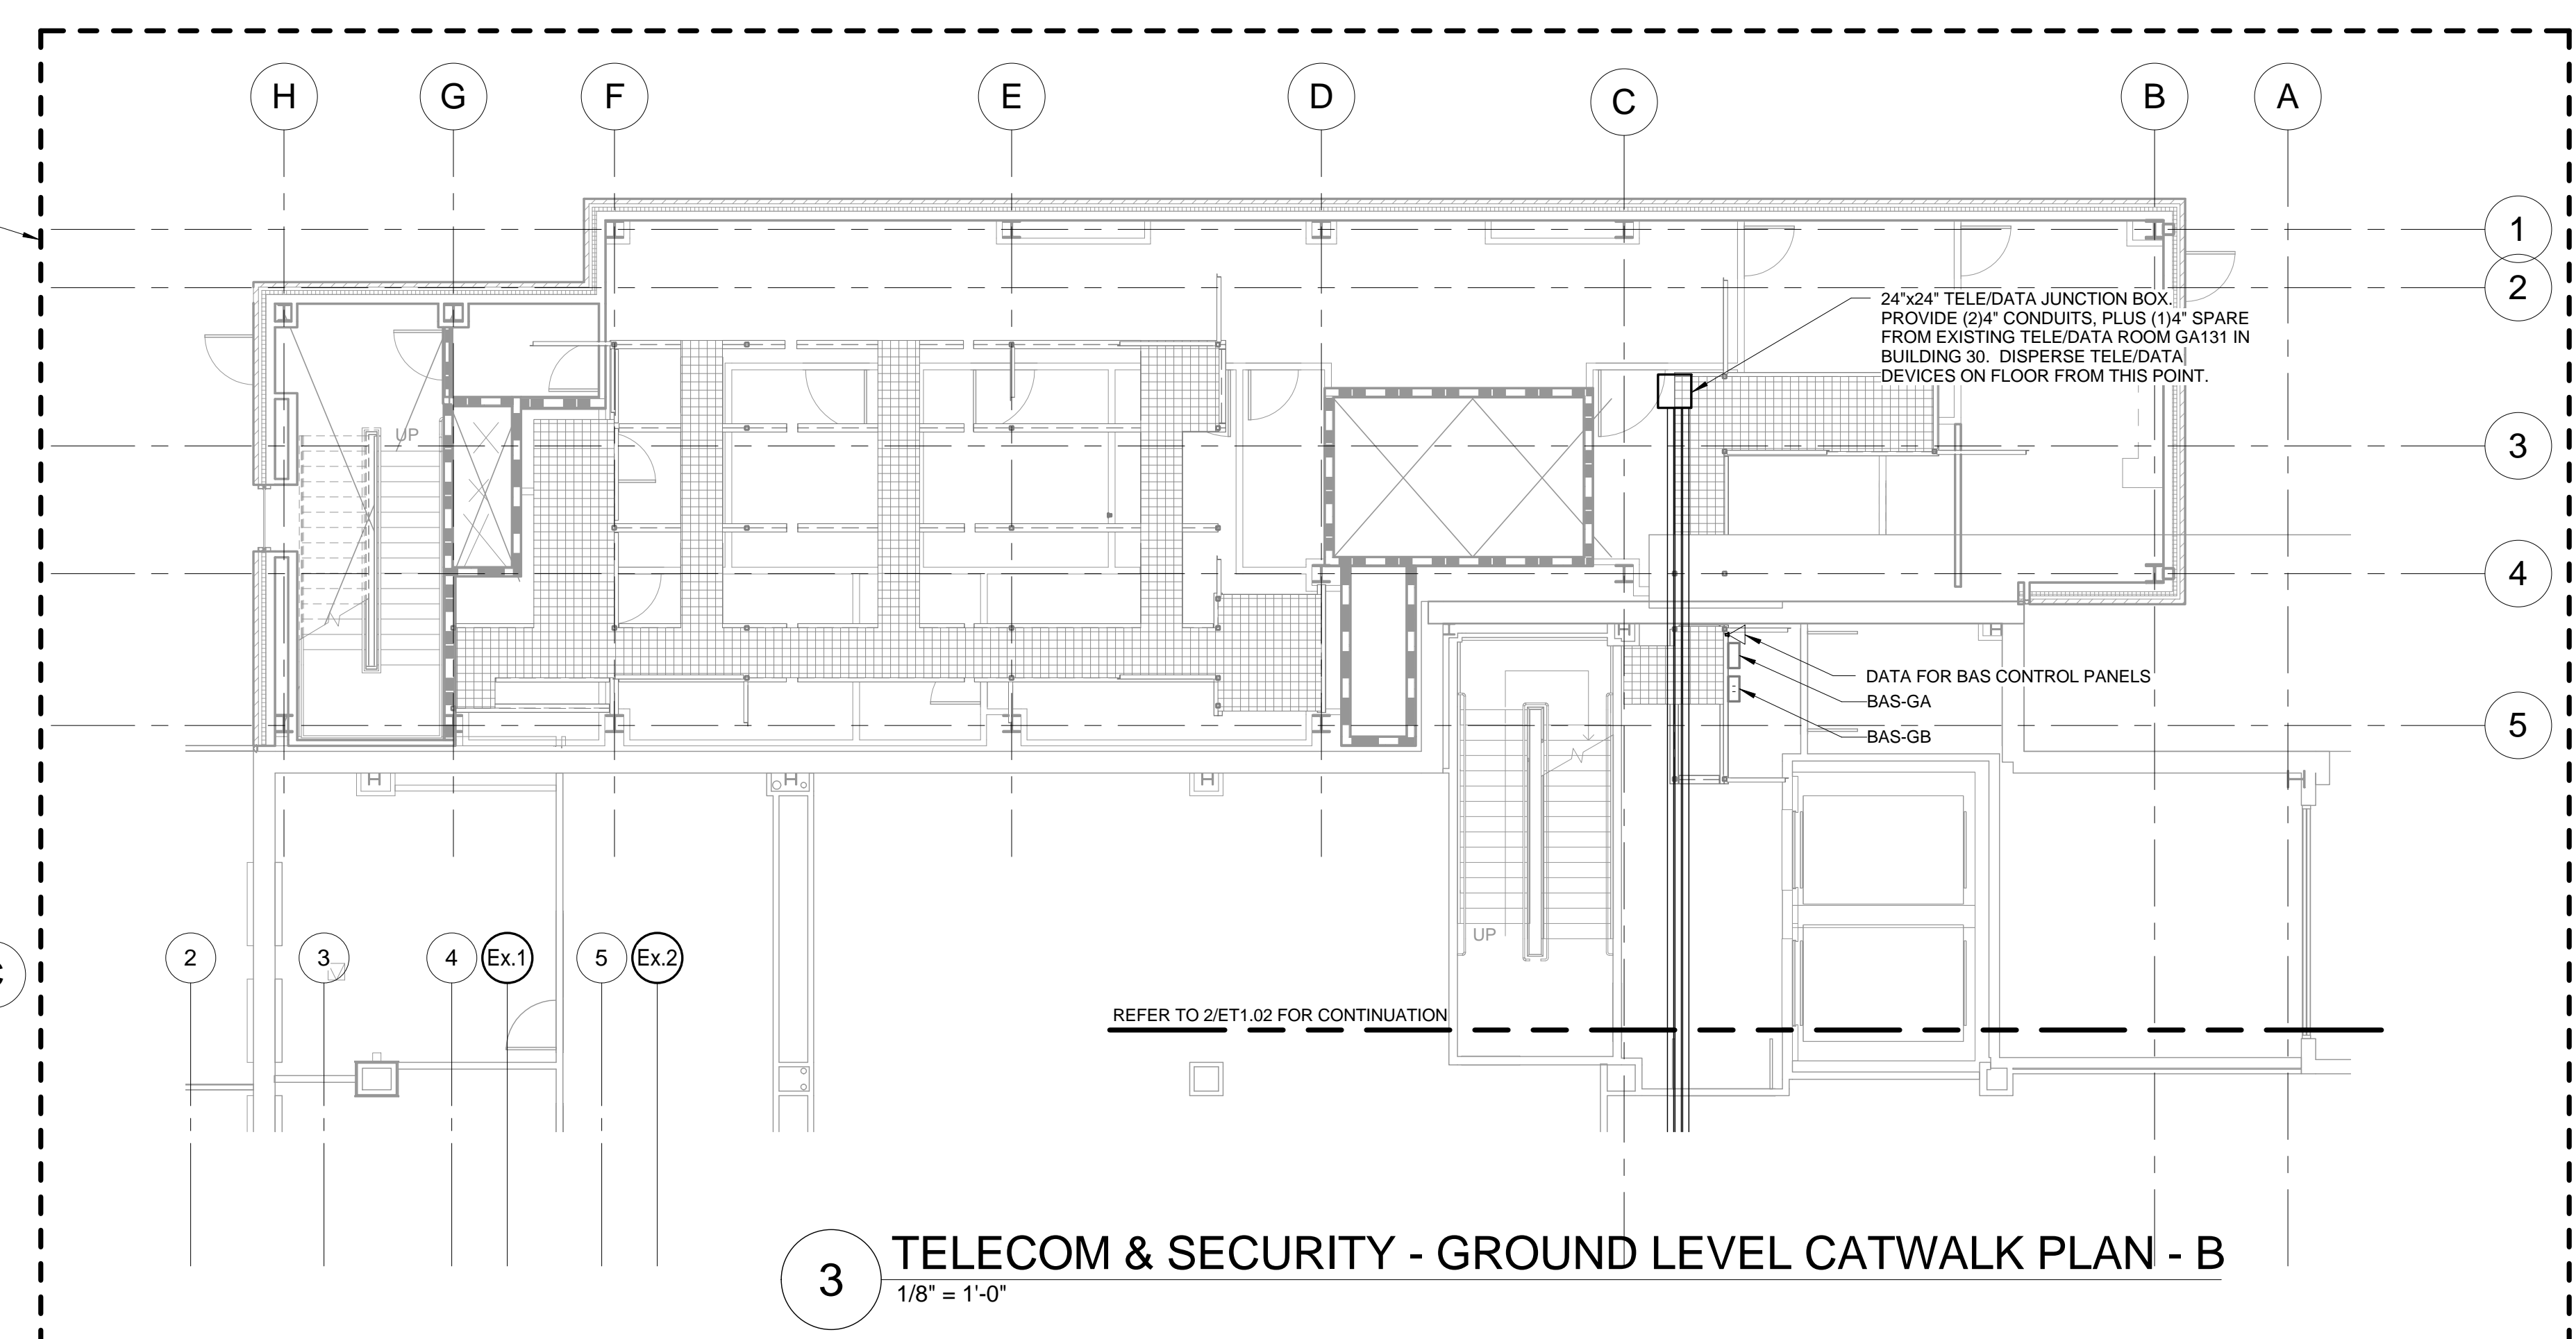 H
G
F
E
D
C
B
A
1
2
24"x24" TELE/DATA JUNCTION BOX.
PROVIDE (2)4" CONDUITS, PLUS (1)4" SPARE
FROM EXISTING TELE/DATA ROOM GA131 IN
BUILDING 30.  DISPERSE TELE/DATA
DEVICES ON FLOOR FROM THIS POINT.
UP
3
4
DATA FOR BAS CONTROL PANELS
BAS-GA
5
BAS-GB
H
H
H
UP
2
3
4
Ex.1
5
Ex.2
REFER TO 2/ET1.02 FOR CONTINUATION
3
TELECOM & SECURITY - GROUND LEVEL CATWALK PLAN - B
1/8" = 1'-0"